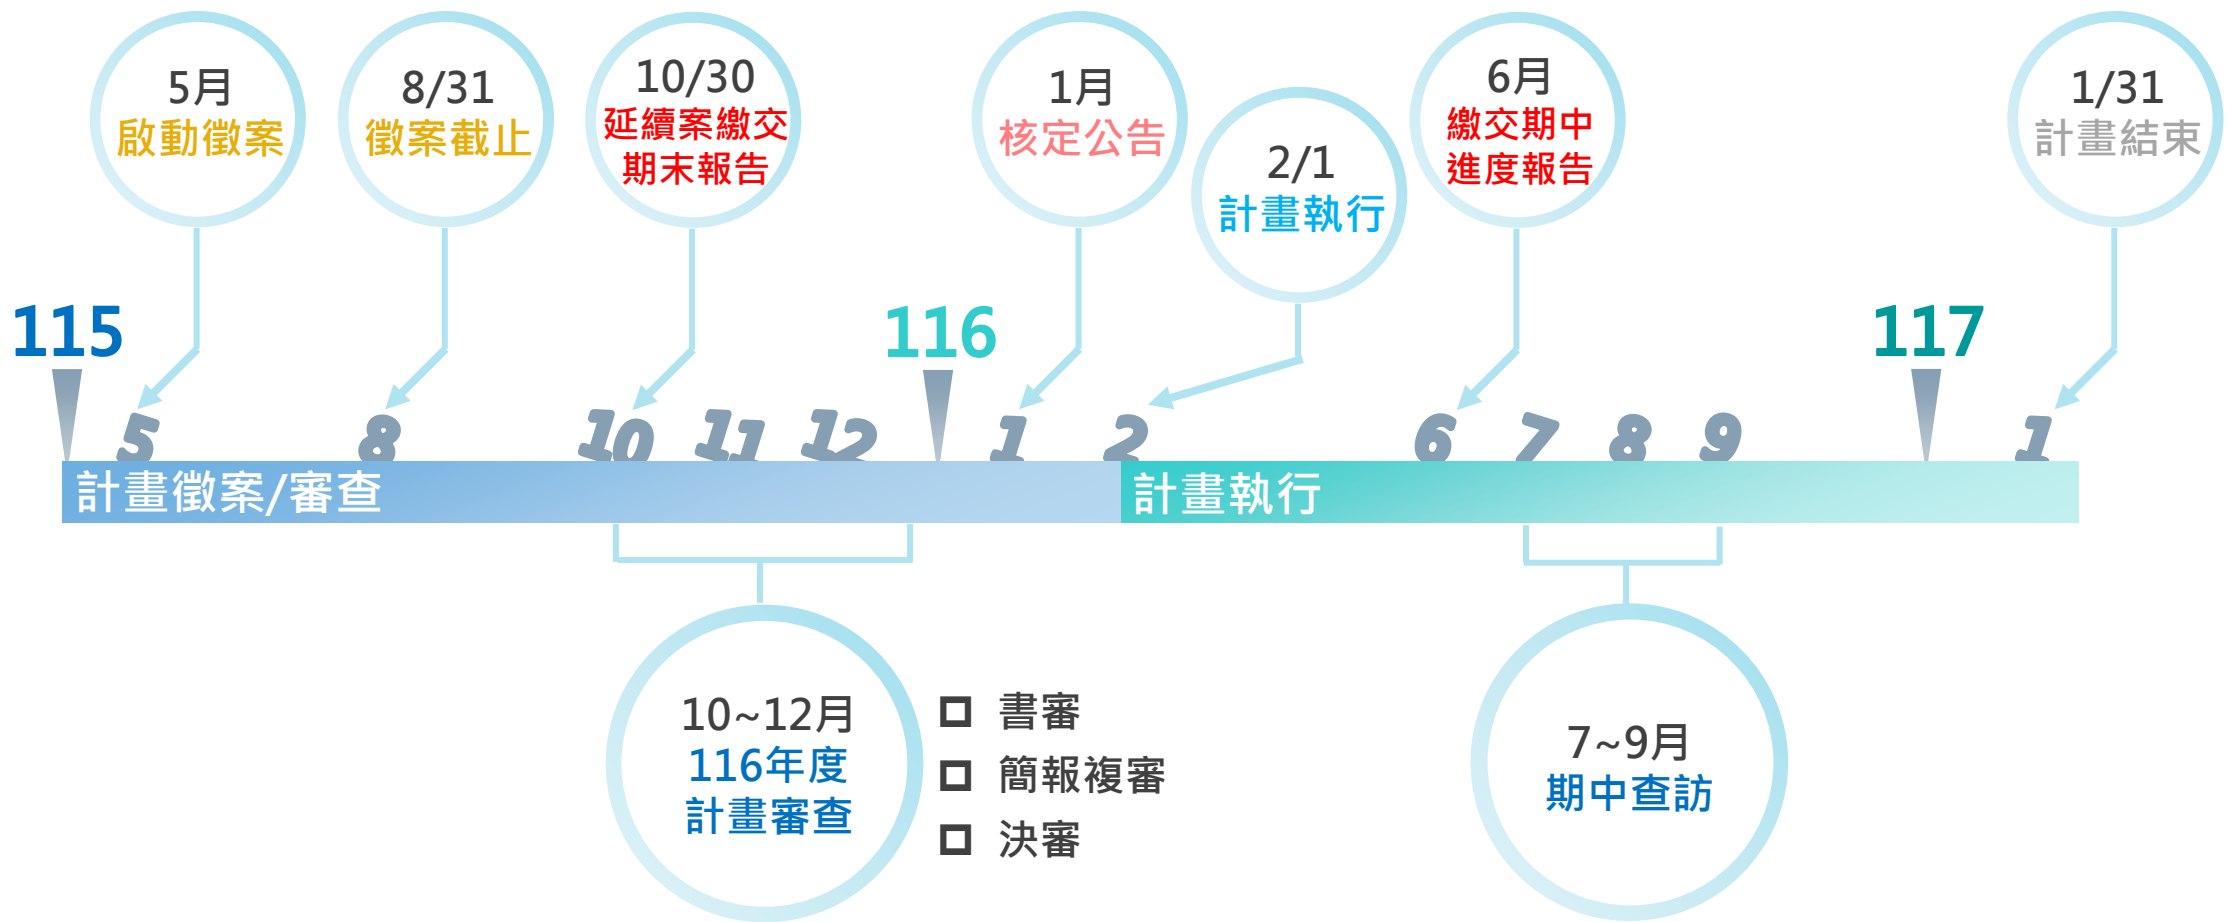 5月
啟動徵案
8/31
徵案截止
10/30
延續案繳交
期末報告
1月
核定公告
2/1
計畫執行
6月
繳交期中
進度報告
1/31
計畫結束
115
116
117
5
8
10
11
12
1
2
6
7
8
9
1
計畫徵案/審查
計畫執行
10~12月
116年度
計畫審查
書審
簡報複審
決審
7~9月
期中查訪